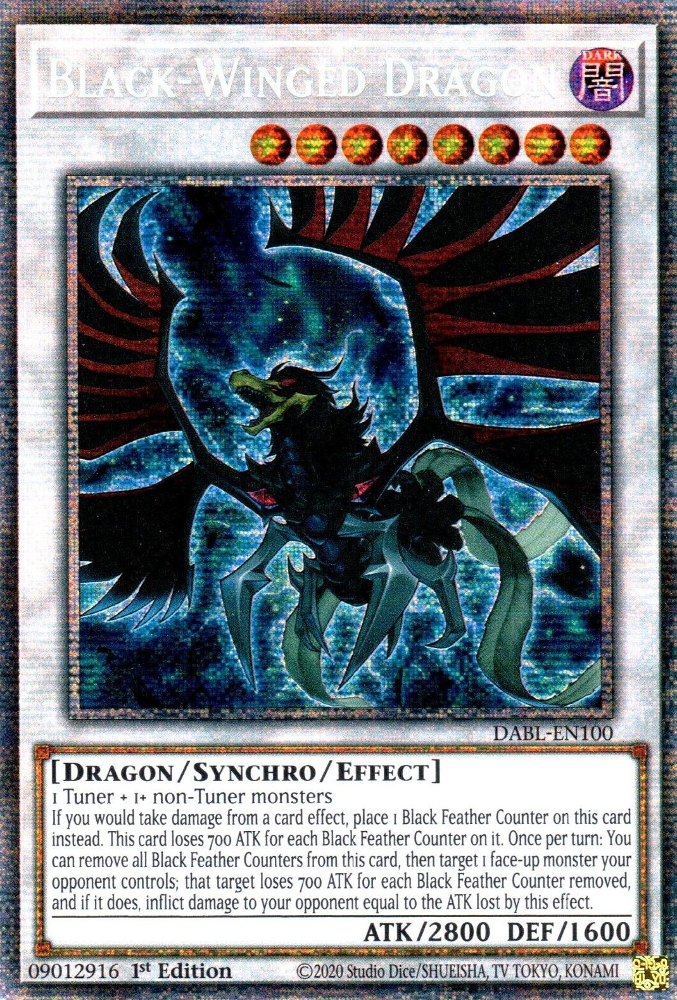 BLACK-WINGED DRAGON
DARK
闇
DABL-EN100
[DRAGON/SYNCHRO/EFFECT]
1 Tuner + 1+ non-Tuner monsters
If you would take damage from a card effect, place 1 Black Feather Counter on this card
instead. This card loses 700 ATK for each Black Feather Counter on it. Once per turn: You
can remove all Black Feather Counters from this card, then target 1 face-up monster your
opponent controls; that target loses 700 ATK for each Black Feather Counter removed,
and if it does, inflict damage to your opponent equal to the ATK lost by this effect.
ATK/2800 DEF/1600
09012916 1st Edition ©2020 Studio Dice/SHUEISHA, TV TOKYO, KONAMI